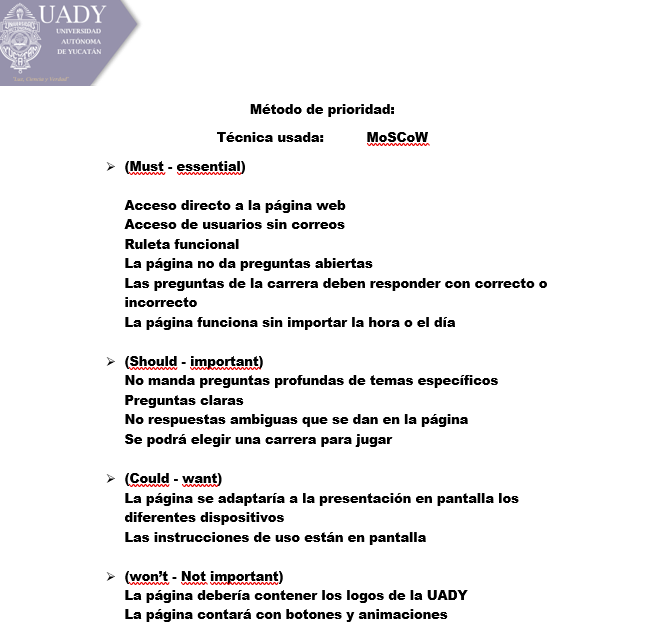 UADY
UNIVERSIDAD
AUTÓNOMA
DE YUCATÁN
"Luz, Ciencia y Verdad"
Método de prioridad:
Técnica usada: MoSCoW
(Must - essential)
Acceso directo a la página web
Acceso de usuarios sin correos
Ruleta funcional
La página no da preguntas abiertas
Las preguntas de la carrera deben responder con correcto o
incorrecto
La página funciona sin importar la hora o el día
(Should - important)
No manda preguntas profundas de temas específicos
Preguntas claras
No respuestas ambiguas que se dan en la página
Se podrá elegir una carrera para jugar
(Could - want)
La página se adaptaría a la presentación en pantalla los
diferentes dispositivos
Las instrucciones de uso están en pantalla
(won't - Not important)
La página debería contener los logos de la UADY
La página contará con botones y animaciones